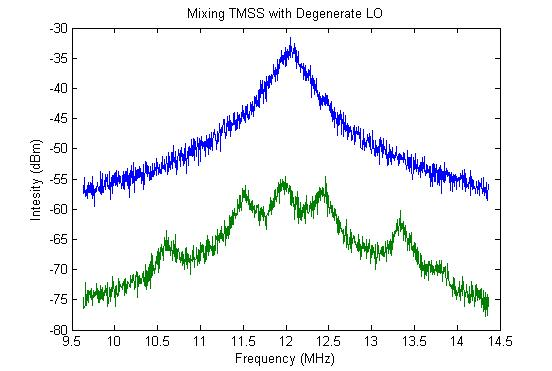 Mixing TMSS with Degenerate LO
-30
-35
-40
-45
-50
-55
-60
-65
-70
-75
-80
Intesity (dBm)
9.5 10 10.5 11 11.5 12 12.5 13 13.5 14 14.5
Frequency (MHz)